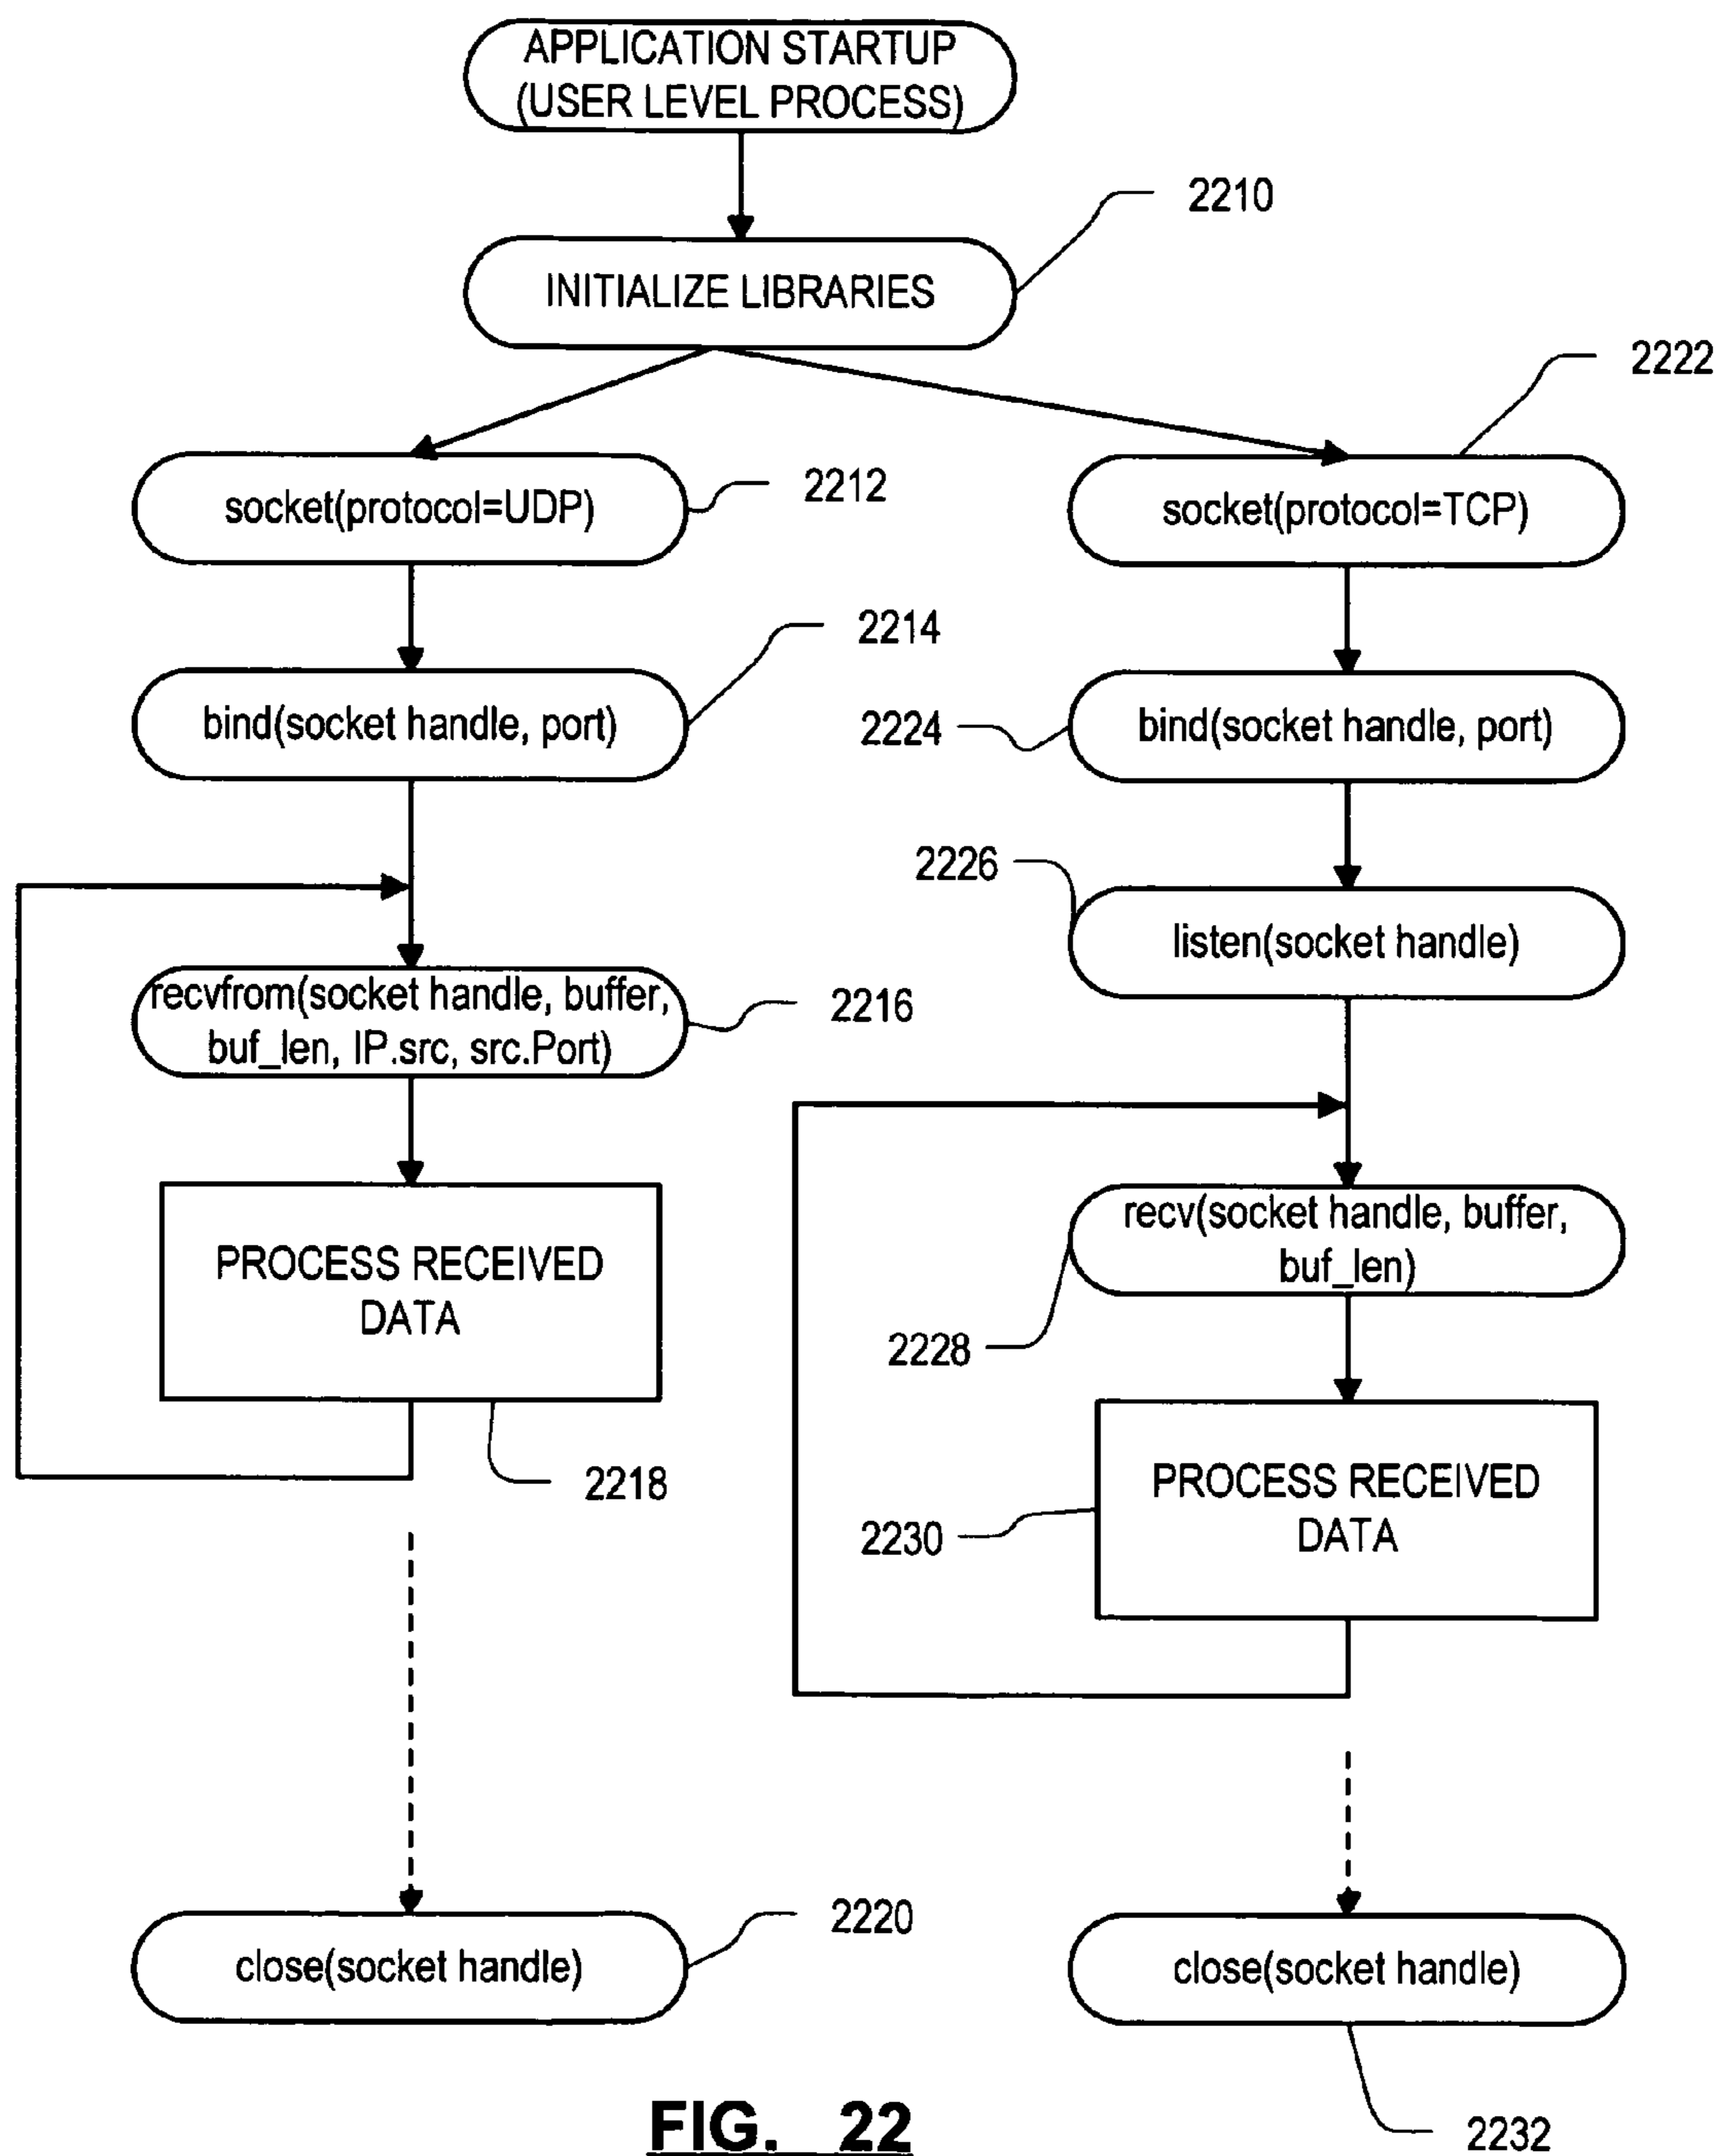 APPLICATION STARTUP
(USER LEVEL PROCESS)
2210
INITIALIZE LIBRARIES
2222
socket(protocol=UDP)
2212
socket(protocol=TCP)
2214
bind(socket handle, port)
2224
bind(socket handle, port)
2226
listen(socket handle)
recvfrom(socket handle, buffer,
buf_len, IP.src, src.Port)
2216
recv(socket handle, buffer,
buf_len)
2228
PROCESS RECEIVED
DATA
2218
PROCESS RECEIVED
DATA
2230
close(socket handle)
2220
close(socket handle)
2232
FIG. 22